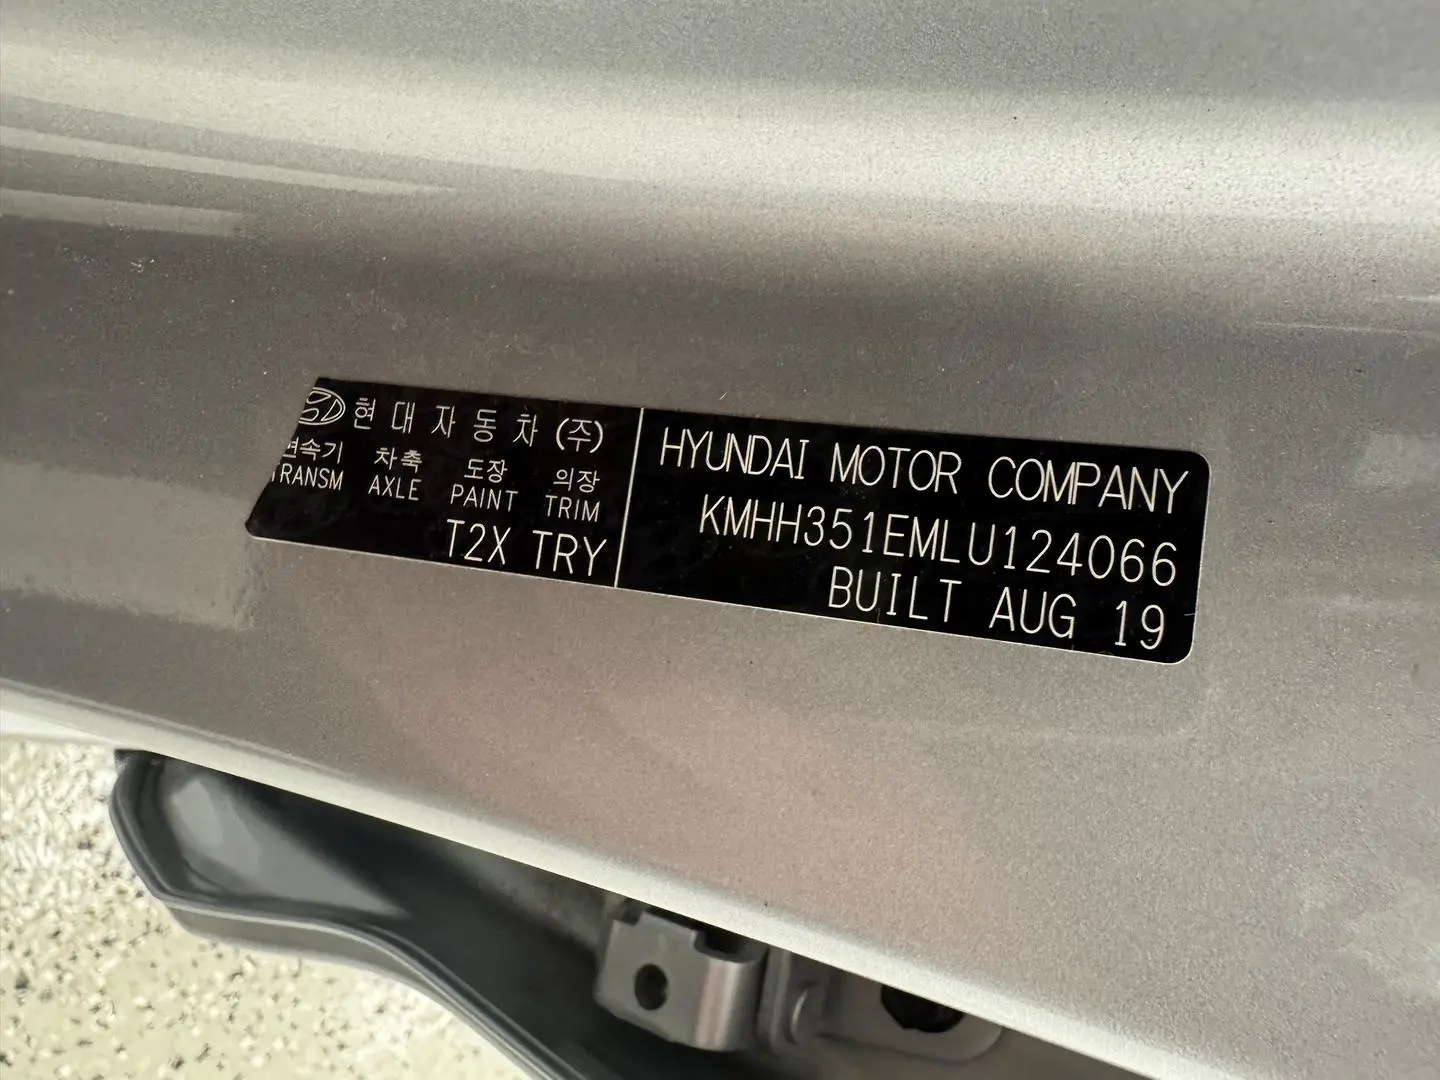 현대자동차(주)
변속기 차축 도장 의장
TRANSM AXLE PAINT TRIM
T2X TRY
HYUNDAI MOTOR COMPANY
KMHH351EMLU124066
BUILT AUG 19